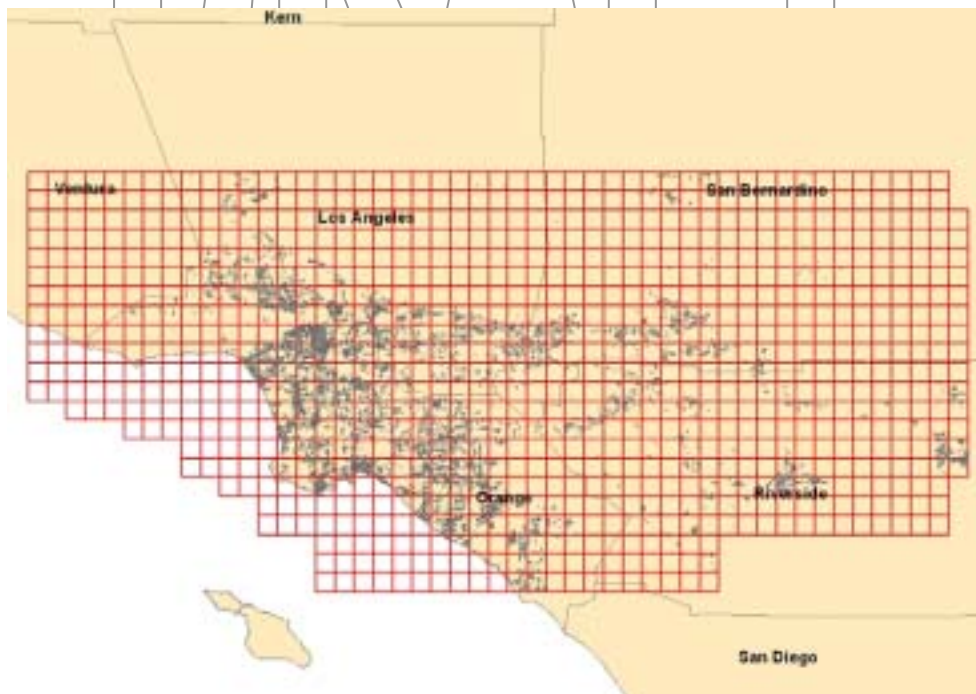 Kern
Ventura
San Bernardino
Los Angeles
Orange
Riverside
San Diego